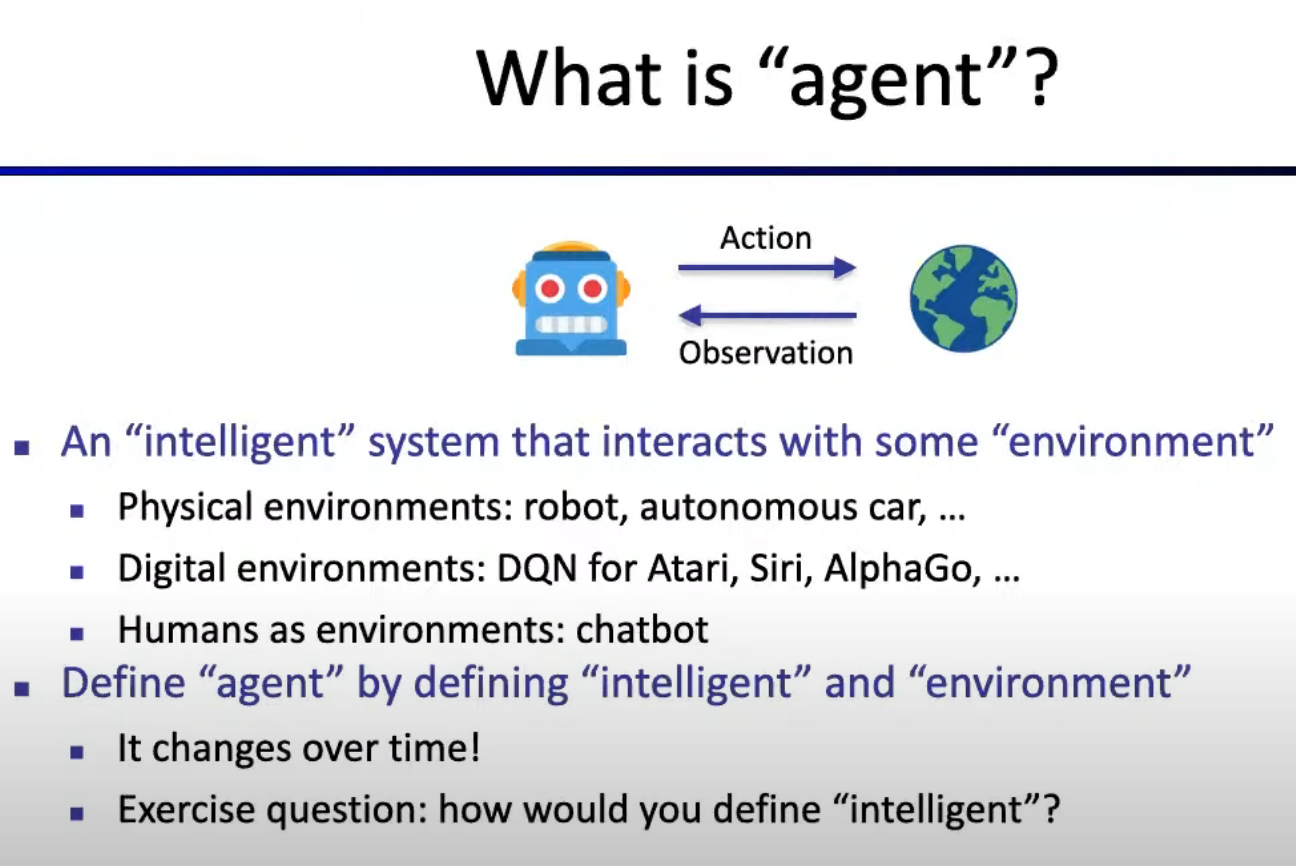 What is “agent”?
Action
Observation
An “intelligent” system that interacts with some “environment”
Physical environments: robot, autonomous car, ...
Digital environments: DQN for Atari, Siri, AlphaGo, ...
Humans as environments: chatbot
Define “agent” by defining “intelligent” and “environment”
It changes over time!
Exercise question: how would you define “intelligent”?